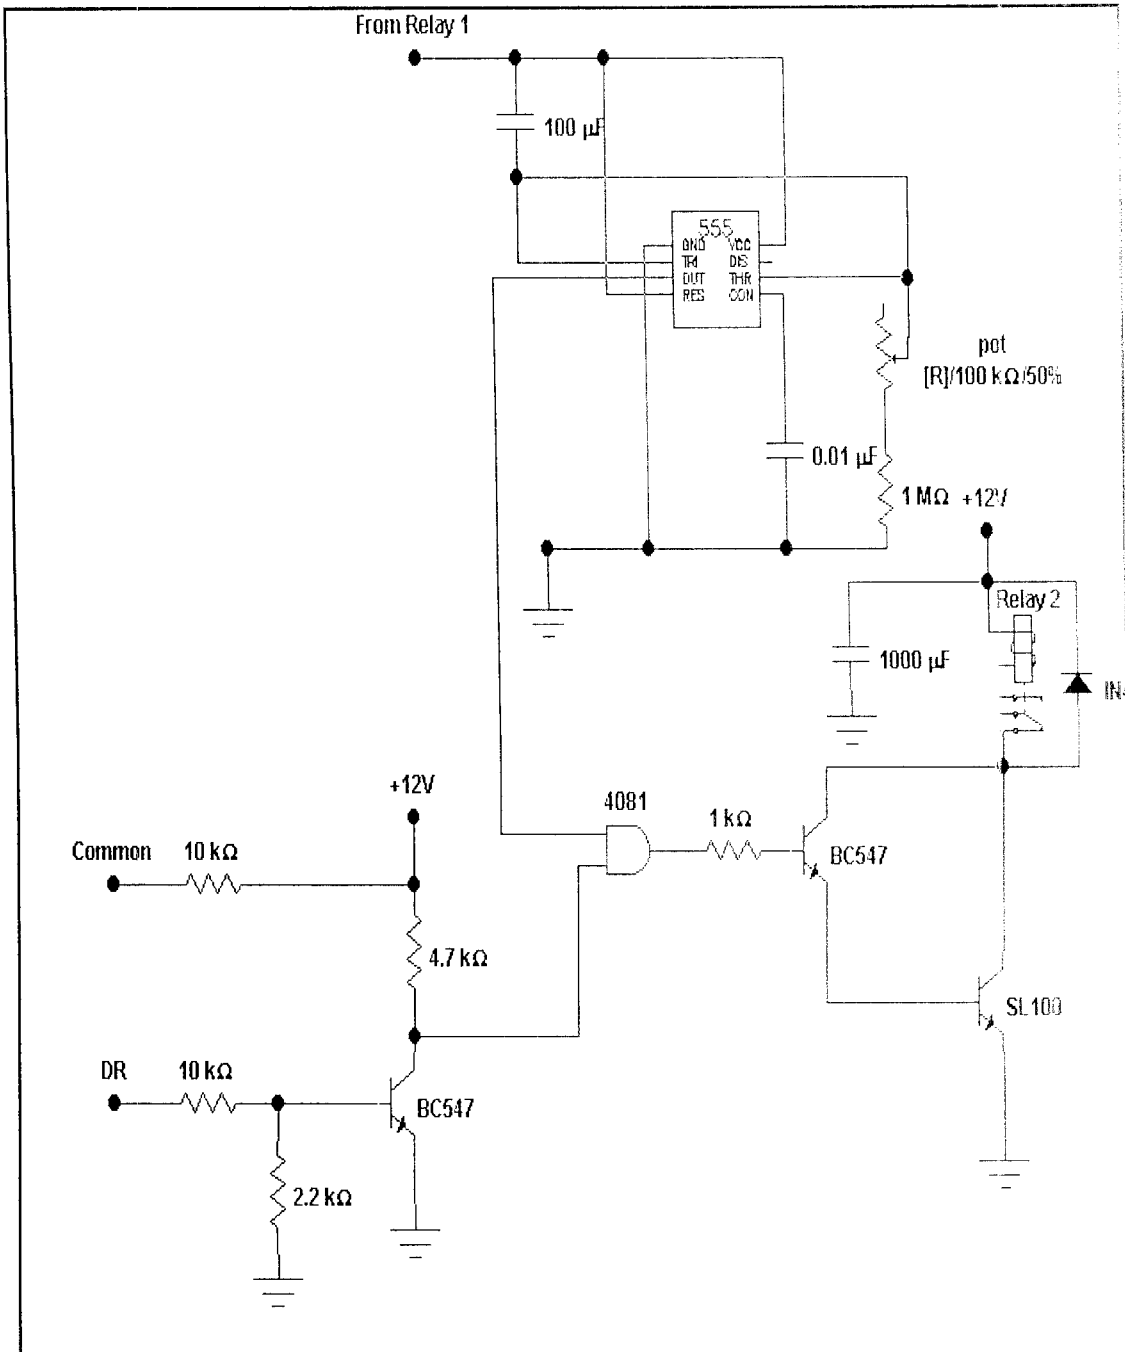 From Relay 1
100 µF
555
GND VCC
TRI DIS
OUT THR
RES CON
pot
[R]/100 kΩ/50%
0.01 µF
1 MΩ +12V
Relay 2
1000 µF
IN
+12V
4081
1 kΩ
Common 10 kΩ
BC547
4.7 kΩ
SL100
DR 10 kΩ
BC547
2.2 kΩ